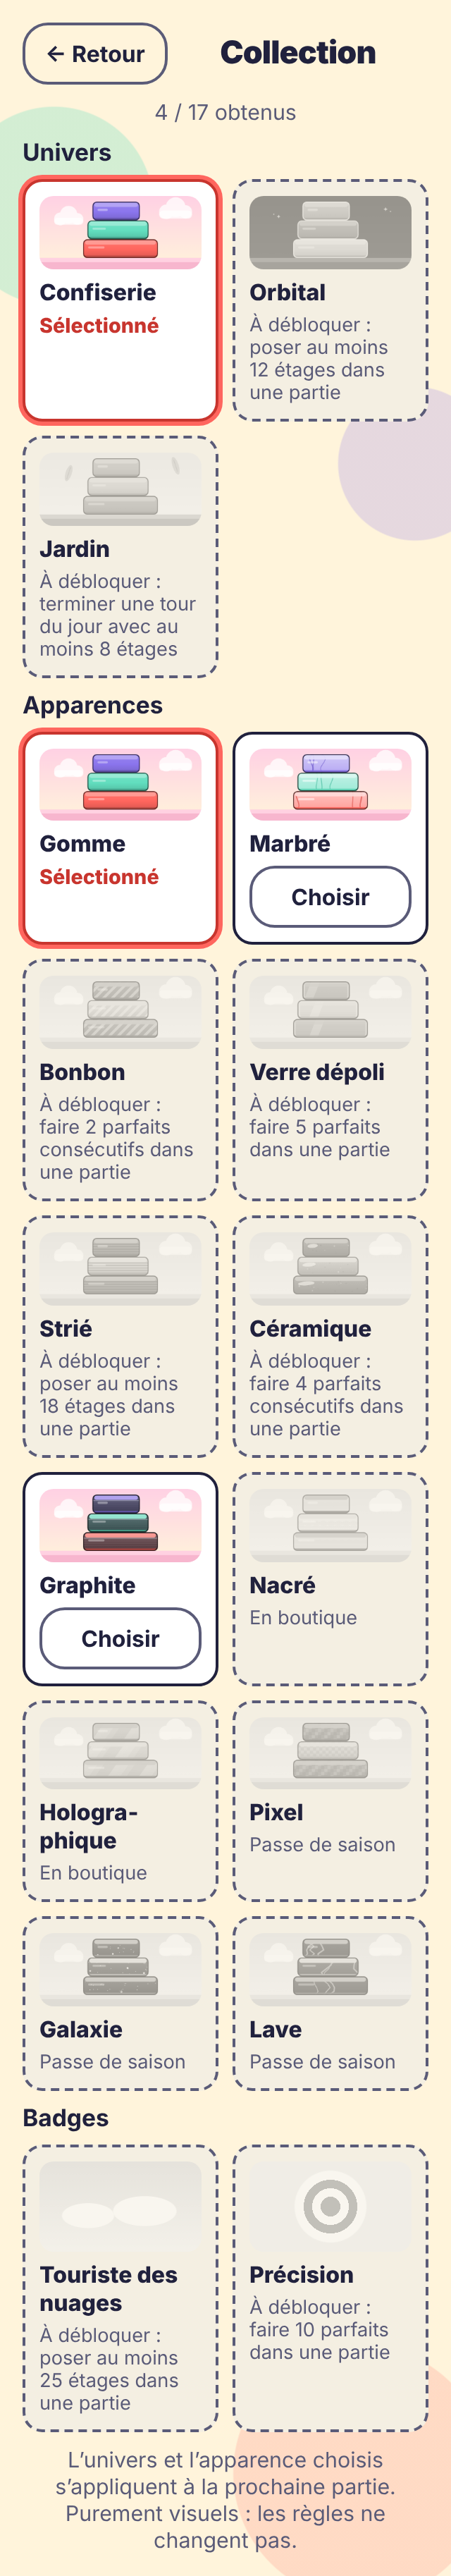 ← Retour
Collection
4 / 17 obtenus
Univers
Confiserie
Sélectionné
Orbital
À débloquer :
poser au moins
12 étages dans
une partie
Jardin
À débloquer :
terminer une tour
du jour avec au
moins 8 étages
Apparences
Gomme
Sélectionné
Marbré
Choisir
Bonbon
À débloquer :
faire 2 parfaits
consécutifs dans
une partie
Verre dépoli
À débloquer :
faire 5 parfaits
dans une partie
Strié
À débloquer :
poser au moins
18 étages dans
une partie
Céramique
À débloquer :
faire 4 parfaits
consécutifs dans
une partie
Graphite
Choisir
Nacré
En boutique
Hologra-
phique
En boutique
Pixel
Passe de saison
Galaxie
Passe de saison
Lave
Passe de saison
Badges
Touriste des
nuages
À débloquer :
poser au moins
25 étages dans
une partie
Précision
À débloquer :
faire 10 parfaits
dans une partie
L’univers et l’apparence choisis
s’appliquent à la prochaine partie.
Purement visuels : les règles ne
changent pas.